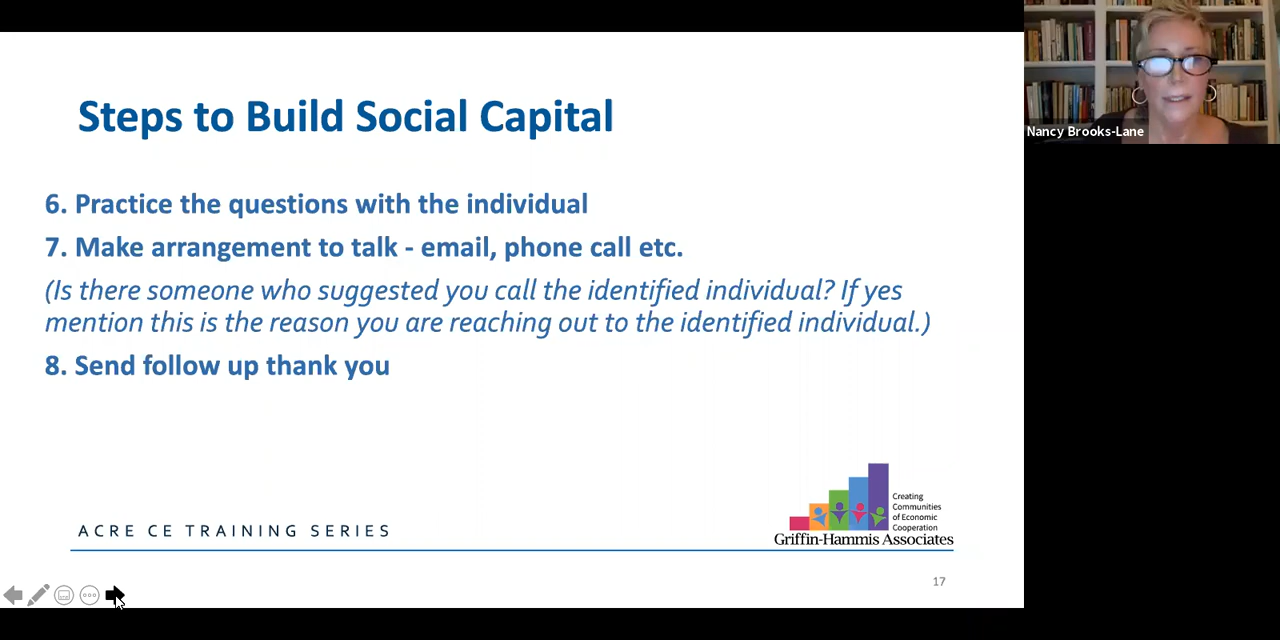 Steps to Build Social Capital
6. Practice the questions with the individual
7. Make arrangement to talk - email, phone call etc.
(Is there someone who suggested you call the identified individual? If yes
mention this is the reason you are reaching out to the identified individual.)
8. Send follow up thank you
ACRE CE TRAINING SERIES
Creating
Communities
of Economic
Cooperation
Griffin-Hammis Associates
17
Nancy Brooks-Lane